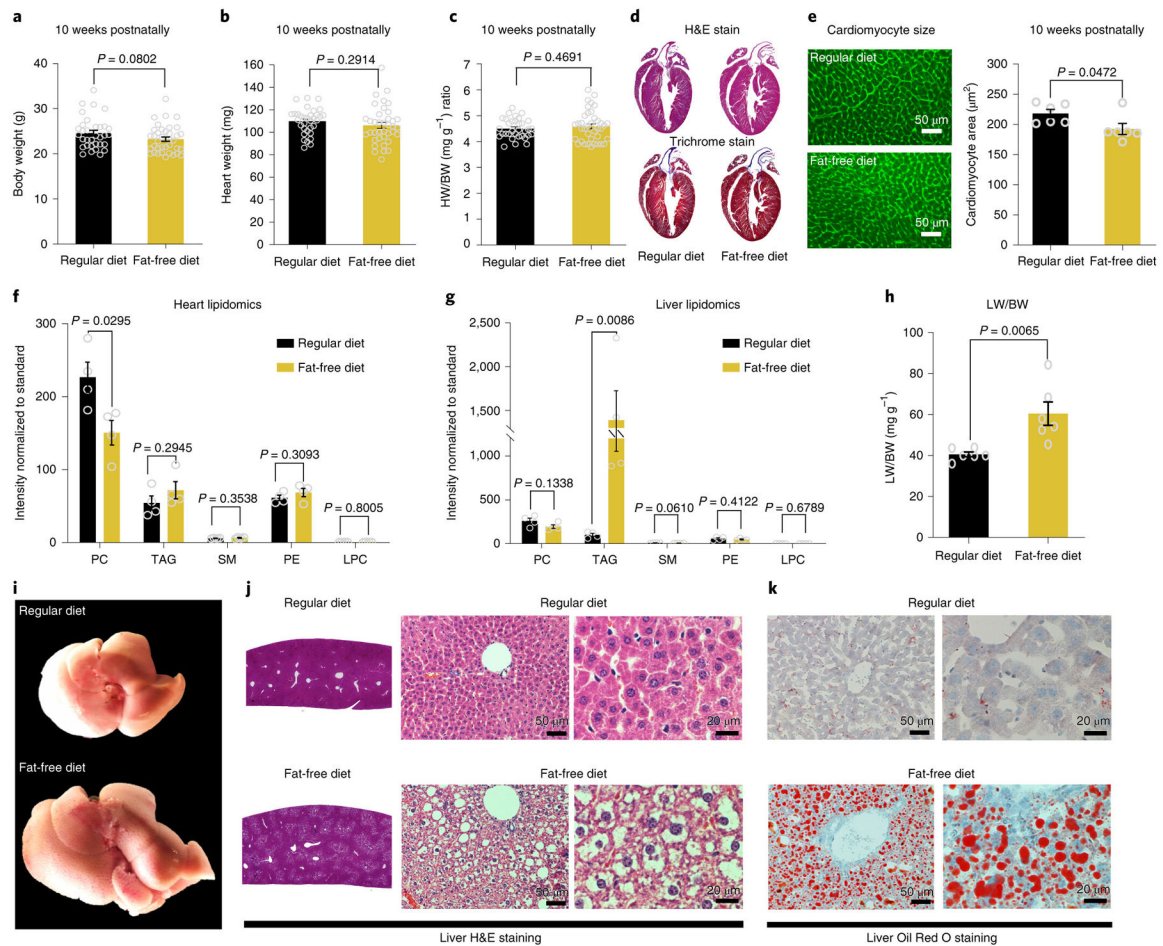 a
10 weeks postnatally
P = 0.0802
Body weight (g)
40
30
20
10
0
Regular diet
Fat-free diet
b
10 weeks postnatally
P = 0.2914
Heart weight (mg)
160
140
120
100
80
60
40
20
0
Regular diet
Fat-free diet
c
10 weeks postnatally
P = 0.4691
HW/BW (mg g⁻¹) ratio
7
6
5
4
3
2
1
0
Regular diet
Fat-free diet
d
H&E stain
Trichrome stain
Regular diet
Fat-free diet
e
Cardiomyocyte size
Regular diet
50 µm
Fat-free diet
50 µm
10 weeks postnatally
P = 0.0472
Cardiomyocyte area (µm²)
300
250
200
150
100
50
0
Regular diet
Fat-free diet
f
Heart lipidomics
Intensity normalized to standard
300
200
100
50
0
P = 0.0295
P = 0.2945
P = 0.3538
P = 0.3093
P = 0.8005
Regular diet
Fat-free diet
PC
TAG
SM
PE
LPC
g
Liver lipidomics
Intensity normalized to standard
2,500
2,000
1,500
1,000
500
0
P = 0.1338
P = 0.0086
P = 0.0610
P = 0.4122
P = 0.6789
Regular diet
Fat-free diet
PC
TAG
SM
PE
LPC
h
LW/BW
P = 0.0065
LW/BW (mg g⁻¹)
100
80
60
40
20
0
Regular diet
Fat-free diet
i
Regular diet
Fat-free diet
j
Regular diet
Regular diet
50 µm
20 µm
Fat-free diet
Fat-free diet
50 µm
20 µm
Liver H&E staining
k
Regular diet
50 µm
20 µm
Fat-free diet
50 µm
20 µm
Liver Oil Red O staining